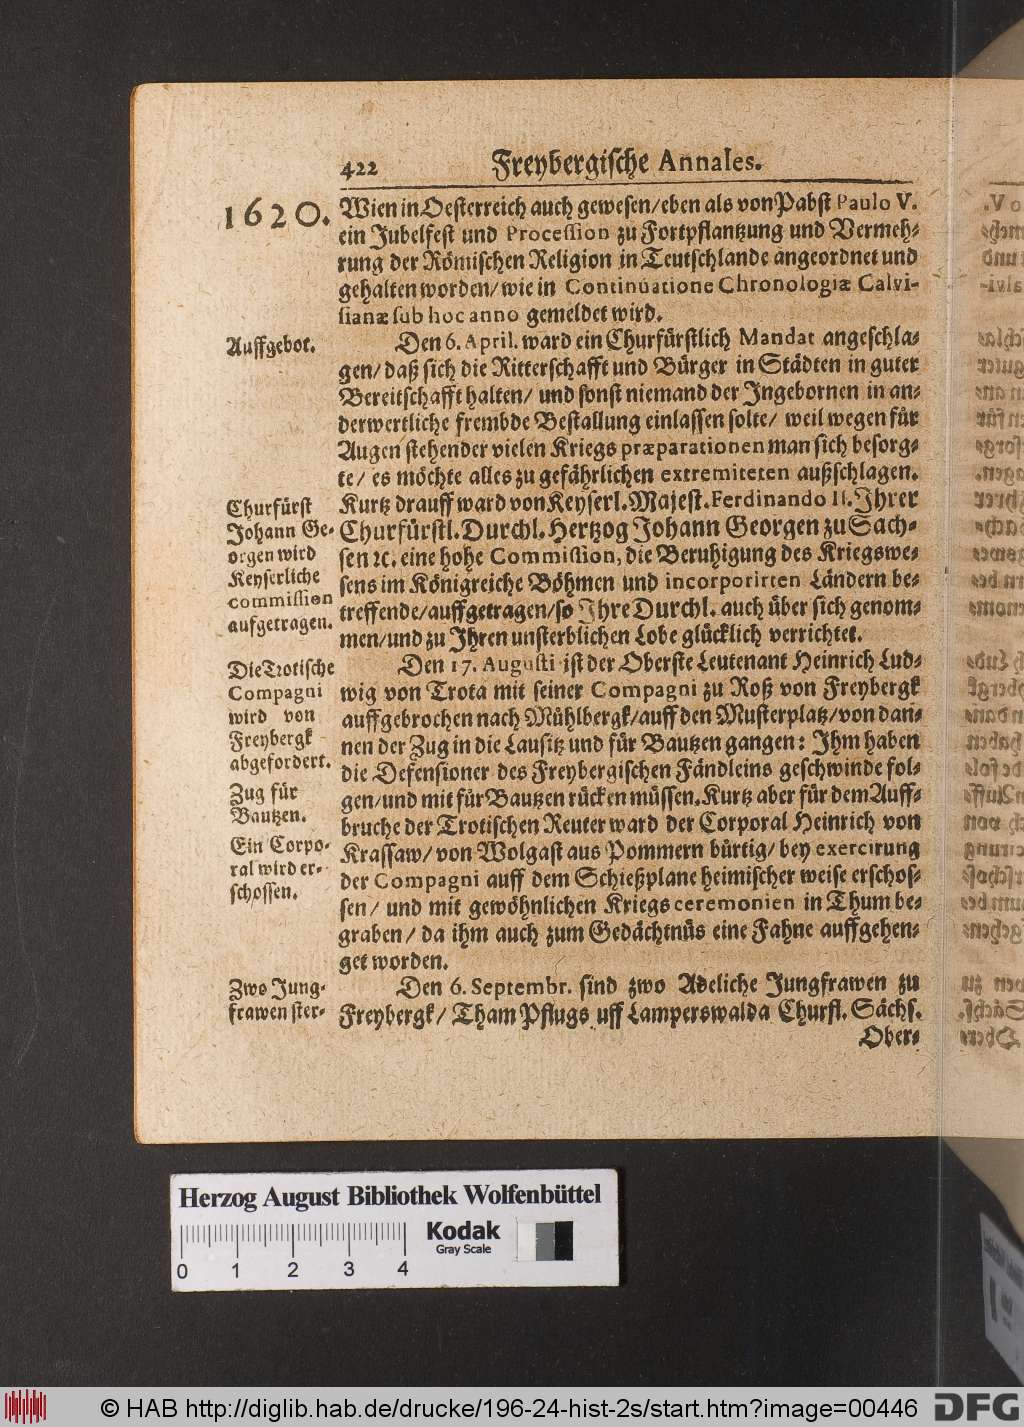 422 Freybergische Annales.
1620. Wien in Oesterreich auch gewesen/eben als von Pabst Paulo V.
ein Jubelfest und Procession zu Fortpflantzung und Vermeh⸗
rung der Römischen Religion in Teutschlande angeordnet und
gehalten worden/ wie in Continuatione Chronologiæ Calvi-
sianæ sub hoc anno gemeldet wird.
Auffgebot.
Den 6. April. ward ein Churfürstlich Mandat angeschla⸗
gen/ daß sich die Ritterschafft und Bürger in Städten in guter
Bereitschafft halten/ und sonst niemand der Ingebornen in an⸗
derwertliche frembde Bestallung einlassen solte/ weil wegen für
Augen stehender vielen Kriegs præparationen man sich besorg⸗
te/ es möchte alles zu gefährlichen extremiteten außschlagen.
Churfürst
Johann Ge⸗
orgen wird
Keyserliche
commission
aufgetragen.
Kurtz drauff ward von Keyserl. Majest. Ferdinando II. Ihrer
Churfürstl. Durchl. Hertzog Johann Georgen zu Sach⸗
sen ꝛc. eine hohe Commission, die Beruhigung des Kriegswe⸗
sens im Königreiche Böhmen und incorporirten Ländern be⸗
treffende/auffgetragen/so Ihre Durchl. auch über sich genom⸗
men/und zu Ihren unsterblichen Lobe glücklich verrichtet.
Die Trotische
Compagni
wird von
Freybergk
abgefordert.
Zug für
Bautzen.
Ein Corpo⸗
ral wird er⸗
schossen.
Den 17. Augusti ist der Oberste Leutenant Heinrich Lud⸗
wig von Trota mit seiner Compagni zu Roß von Freybergk
auffgebrochen nach Mühlbergk/auff den Musterplatz/von dan⸗
nen der Zug in die Lausitz und für Bautzen gangen: Ihm haben
die Defensioner des Freybergischen Fändleins geschwinde fol⸗
gen/und mit für Bautzen rücken müssen. Kurtz aber für dem Auff⸗
bruche der Trotischen Reuter ward der Corporal Heinrich von
Krassaw/ von Wolgast aus Pommern bürtig/ bey exercirung
der Compagni auff dem Schießplane heimischer weise erschos⸗
sen/ und mit gewöhnlichen Kriegsceremonien in Thum be⸗
graben/ da ihm auch zum Gedächtnüs eine Fahne auffgehen⸗
get worden.
Zwo Jung⸗
frawen ster⸗
Den 6. Septembr. sind zwo Adeliche Jungfrawen zu
Freybergk/ Tham Pflugs uff Lamperswalda Churfl. Sächs.
Ober⸗
Herzog August Bibliothek Wolfenbüttel
Kodak
Gray Scale
0 1 2 3 4
© HAB http://diglib.hab.de/drucke/196-24-hist-2s/start.htm?image=00446
DFG